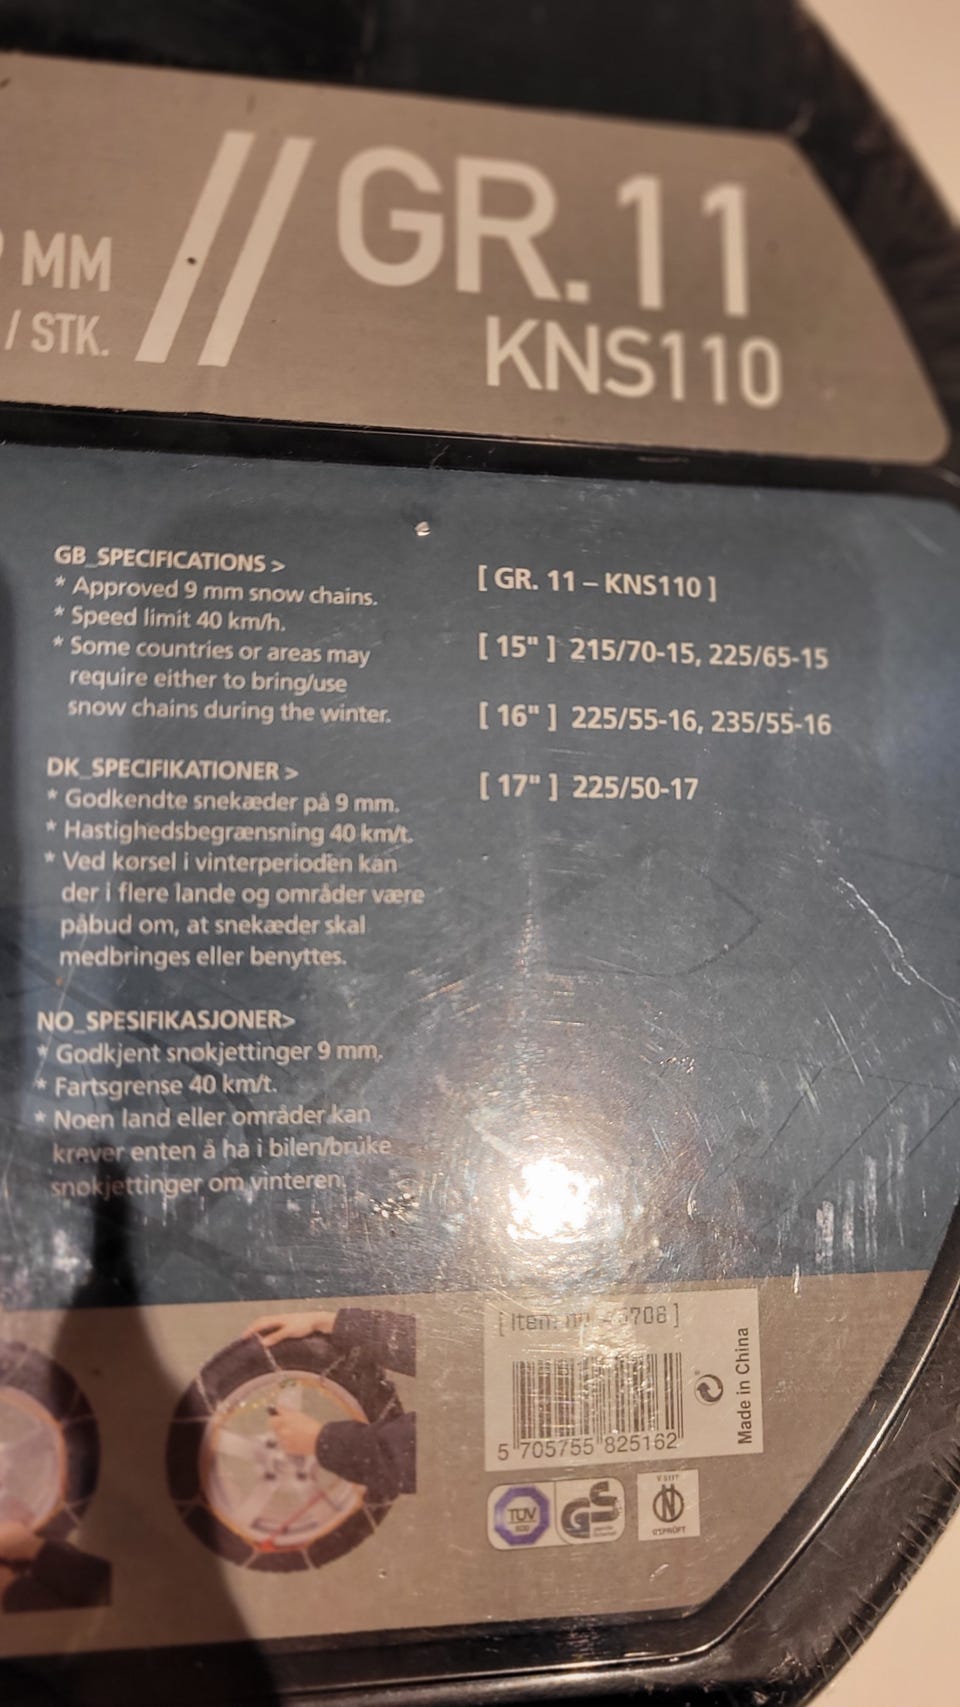 MM
/ STK.
// GR.11
KNS110
GB_SPECIFICATIONS >
* Approved 9 mm snow chains.
* Speed limit 40 km/h.
* Some countries or areas may
require either to bring/use
snow chains during the winter.
DK_SPECIFIKATIONER >
* Godkendte snekæder på 9 mm.
* Hastighedsbegrænsning 40 km/t.
* Ved kørsel i vinterperioden kan
der i flere lande og områder være
påbud om, at snekæder skal
medbringes eller benyttes.
NO_SPESIFIKASJONER>
* Godkjent snøkjettinger 9 mm.
* Fartsgrense 40 km/t.
* Noen land eller områder kan
krever enten å ha i bilen/bruke
snøkjettinger om vinteren.
[ GR. 11 – KNS110 ]
[ 15" ] 215/70-15, 225/65-15
[ 16" ] 225/55-16, 235/55-16
[ 17" ] 225/50-17
[ Item
5 705755 825162
Made in China
TÜV
GS
GEPRÜFT